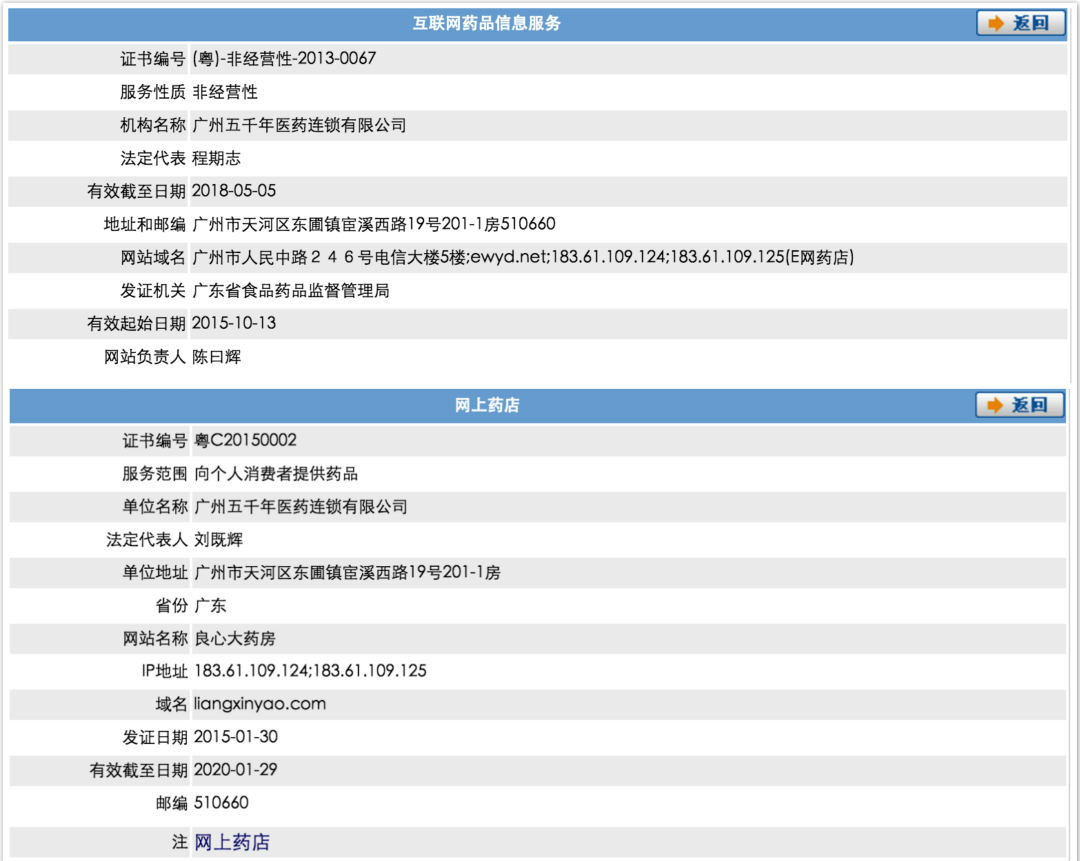 互联网药品信息服务 返回
证书编号 (粤)-非经营性-2013-0067
服务性质 非经营性
机构名称 广州五千年医药连锁有限公司
法定代表 程期志
有效截至日期 2018-05-05
地址和邮编 广州市天河区东圃镇宦溪西路19号201-1房510660
网站域名 广州市人民中路２４６号电信大楼5楼;ewyd.net;183.61.109.124;183.61.109.125(E网药店)
发证机关 广东省食品药品监督管理局
有效起始日期 2015-10-13
网站负责人 陈曰辉
网上药店 返回
证书编号 粤C20150002
服务范围 向个人消费者提供药品
单位名称 广州五千年医药连锁有限公司
法定代表人 刘既辉
单位地址 广州市天河区东圃镇宦溪西路19号201-1房
省份 广东
网站名称 良心大药房
IP地址 183.61.109.124;183.61.109.125
域名 liangxinyao.com
发证日期 2015-01-30
有效截至日期 2020-01-29
邮编 510660
注 网上药店